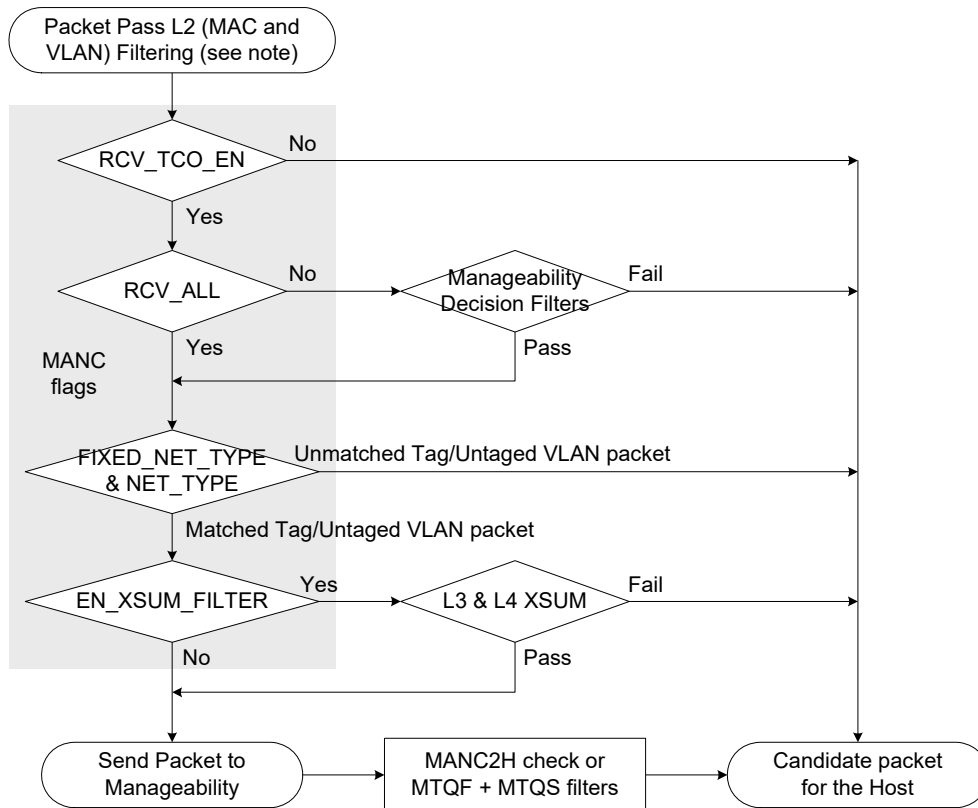 Packet Pass L2 (MAC and
VLAN) Filtering (see note)
No
RCV_TCO_EN
Yes
RCV_ALL
No
Manageability
Decision Filters
Fail
Yes
Pass
MANC
flags
FIXED_NET_TYPE
& NET_TYPE
Unmatched Tag/Untaged VLAN packet
Matched Tag/Untaged VLAN packet
EN_XSUM_FILTER
Yes
L3 & L4 XSUM
Fail
No
Pass
Send Packet to
Manageability
MANC2H check or
MTQF + MTQS filters
Candidate packet
for the Host